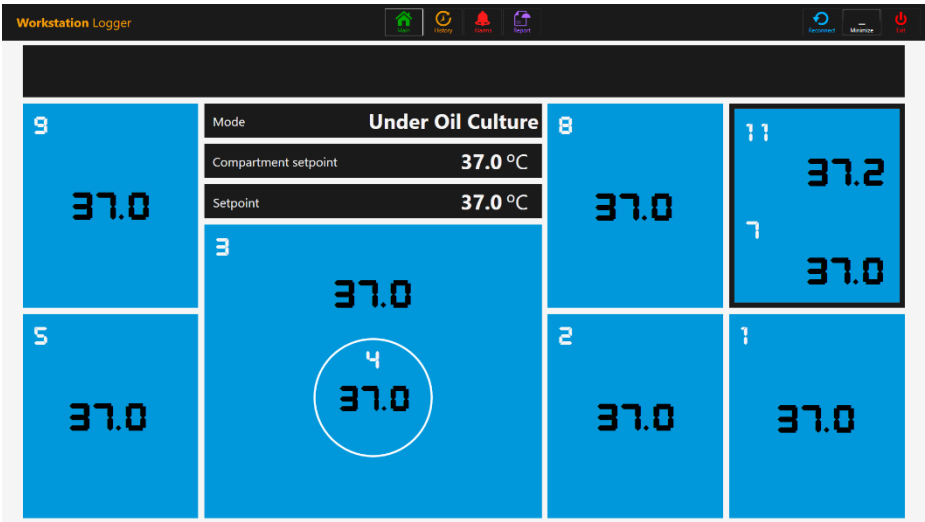 Workstation Logger
Main
History
Alarms
Report
Reconnect
Minimize
Exit
9
37.0
Mode Under Oil Culture
Compartment setpoint 37.0 ºC
Setpoint 37.0 ºC
8
37.0
11
37.2
7
37.0
5
37.0
3
37.0
4
37.0
2
37.0
1
37.0